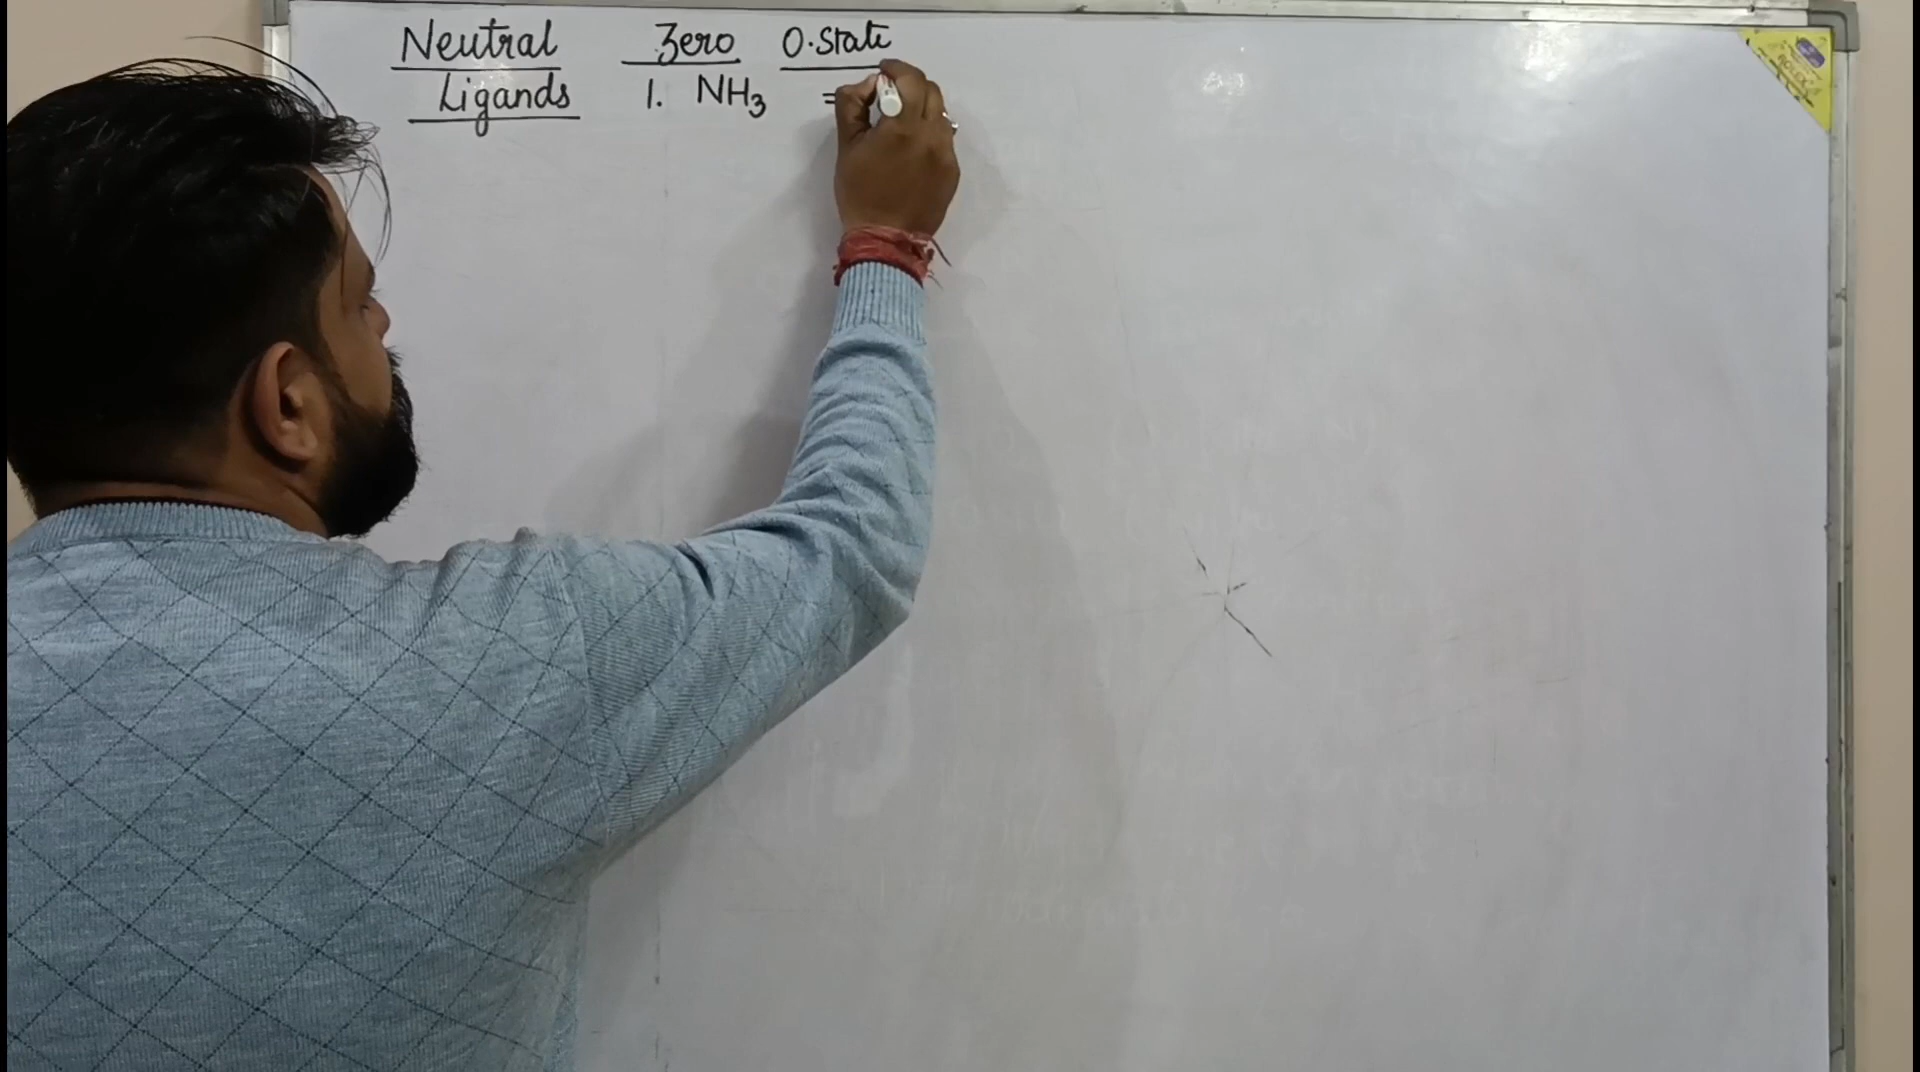 Neutral Zero O.State
Ligands 1. NH3 =